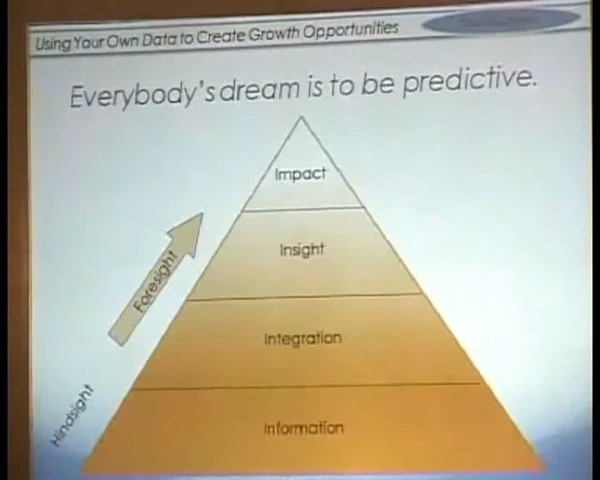 Using Your Own Data to Create Growth Opportunities
Everybody's dream is to be predictive.
Impact
Insight
Foresight
Integration
Hindsight
Information